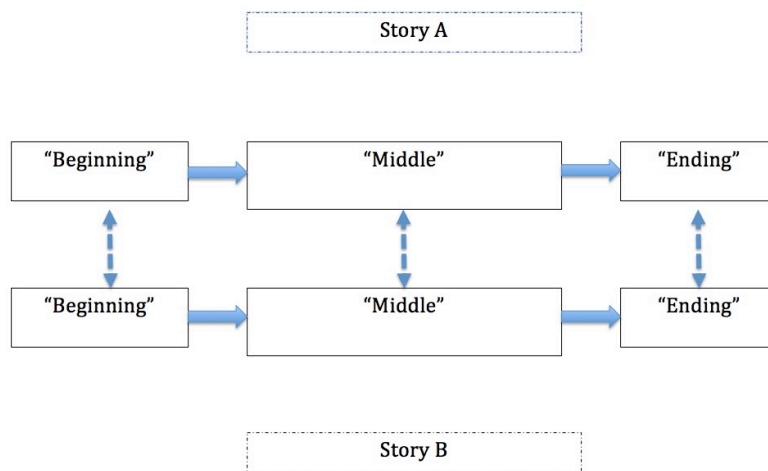 Story A
“Beginning”
“Middle”
“Ending”
“Beginning”
“Middle”
“Ending”
Story B